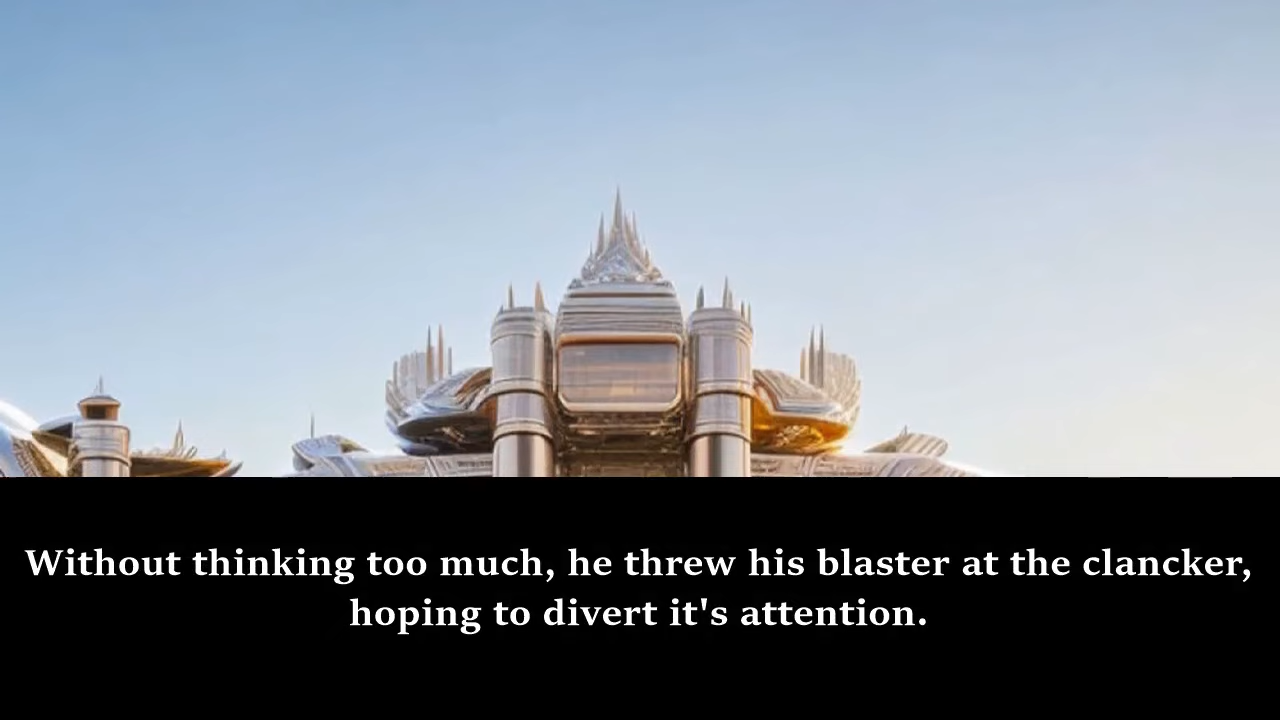 Without thinking too much, he threw his blaster at the clancker,
hoping to divert it's attention.